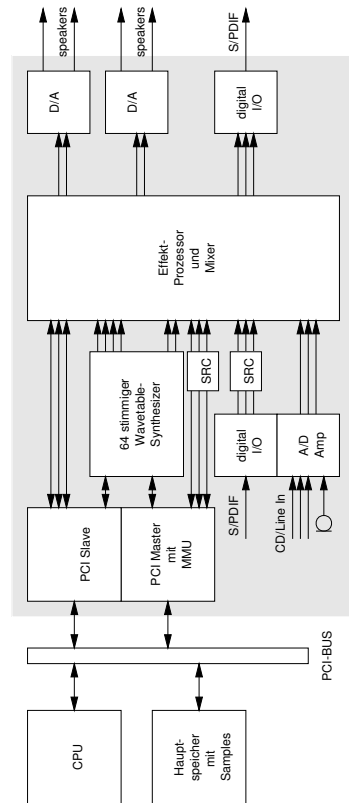 CPU
Haupt-
speicher
mit
Samples
PCI-BUS
PCI Slave
PCI Master
mit
MMU
64 stimmiger
Wavetable-
Synthesizer
SRC
SRC
S/PDIF
digital
I/O
CD/Line In
A/D
Amp
Effekt-
Prozessor
und
Mixer
D/A
speakers
D/A
speakers
digital
I/O
S/PDIF